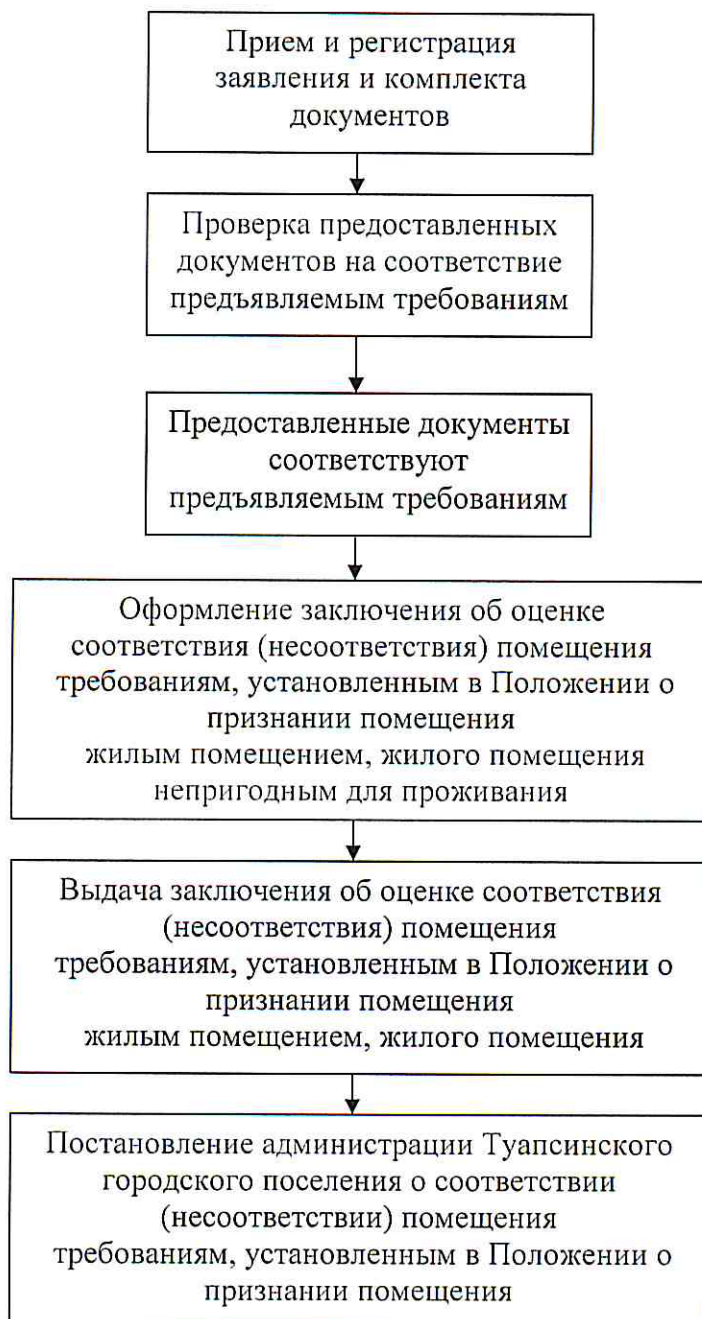 Прием и регистрация
заявления и комплекта
документов
Проверка предоставленных
документов на соответствие
предъявляемым требованиям
Предоставленные документы
соответствуют
предъявляемым требованиям
Оформление заключения об оценке
соответствия (несоответствия) помещения
требованиям, установленным в Положении о
признании помещения
жилым помещением, жилого помещения
непригодным для проживания
Выдача заключения об оценке соответствия
(несоответствия) помещения
требованиям, установленным в Положении о
признании помещения
жилым помещением, жилого помещения
Постановление администрации Туапсинского
городского поселения о соответствии
(несоответствии) помещения
требованиям, установленным в Положении о
признании помещения